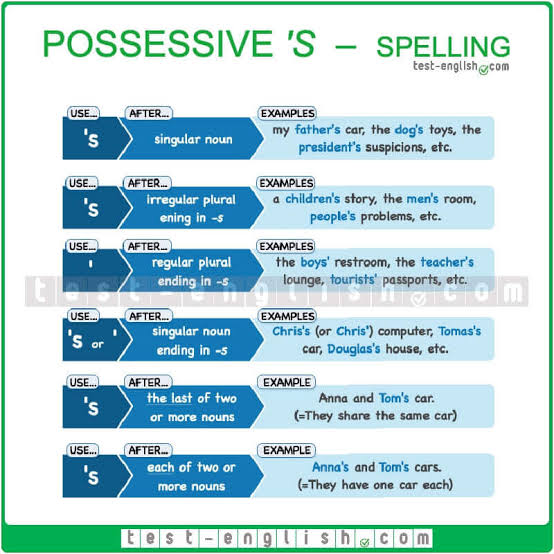 POSSESSIVE 'S – SPELLING
test-english.com
USE... AFTER... EXAMPLES
'S singular noun my father's car, the dog's toys, the
president's suspicions, etc.
USE... AFTER... EXAMPLES
'S irregular plural a children's story, the men's room,
ening in -s people's problems, etc.
USE... AFTER... EXAMPLES
' regular plural the boys' restroom, the teacher's
ending in -s lounge, tourists' passports, etc.
test-english.com
USE... AFTER... EXAMPLES
'S or ' singular noun Chris's (or Chris') computer, Tomas's
ending in -s car, Douglas's house, etc.
USE... AFTER... EXAMPLE
'S the last of two Anna and Tom's car.
or more nouns (=They share the same car)
USE... AFTER... EXAMPLE
'S each of two or Anna's and Tom's cars.
more nouns (=They have one car each)
test-english.com